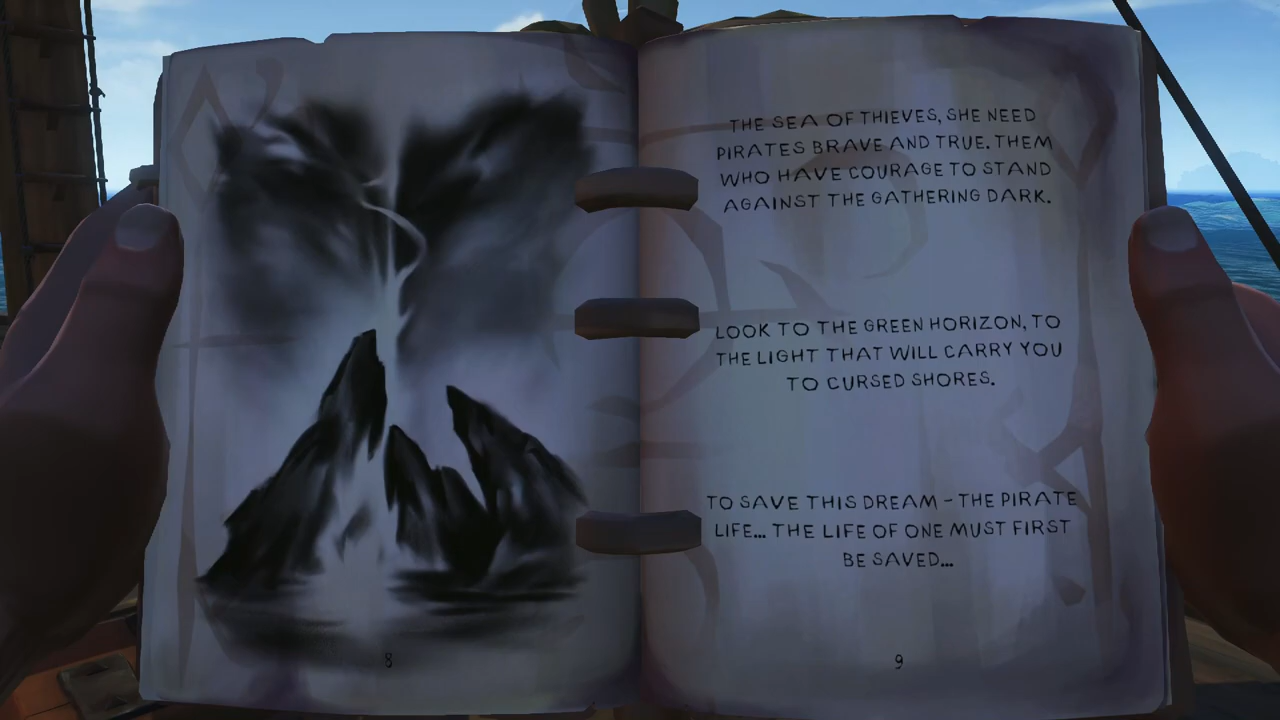 THE SEA OF THIEVES, SHE NEED
PIRATES BRAVE AND TRUE. THEM
WHO HAVE COURAGE TO STAND
AGAINST THE GATHERING DARK.
LOOK TO THE GREEN HORIZON, TO
THE LIGHT THAT WILL CARRY YOU
TO CURSED SHORES.
TO SAVE THIS DREAM - THE PIRATE
LIFE... THE LIFE OF ONE MUST FIRST
BE SAVED...
8
9